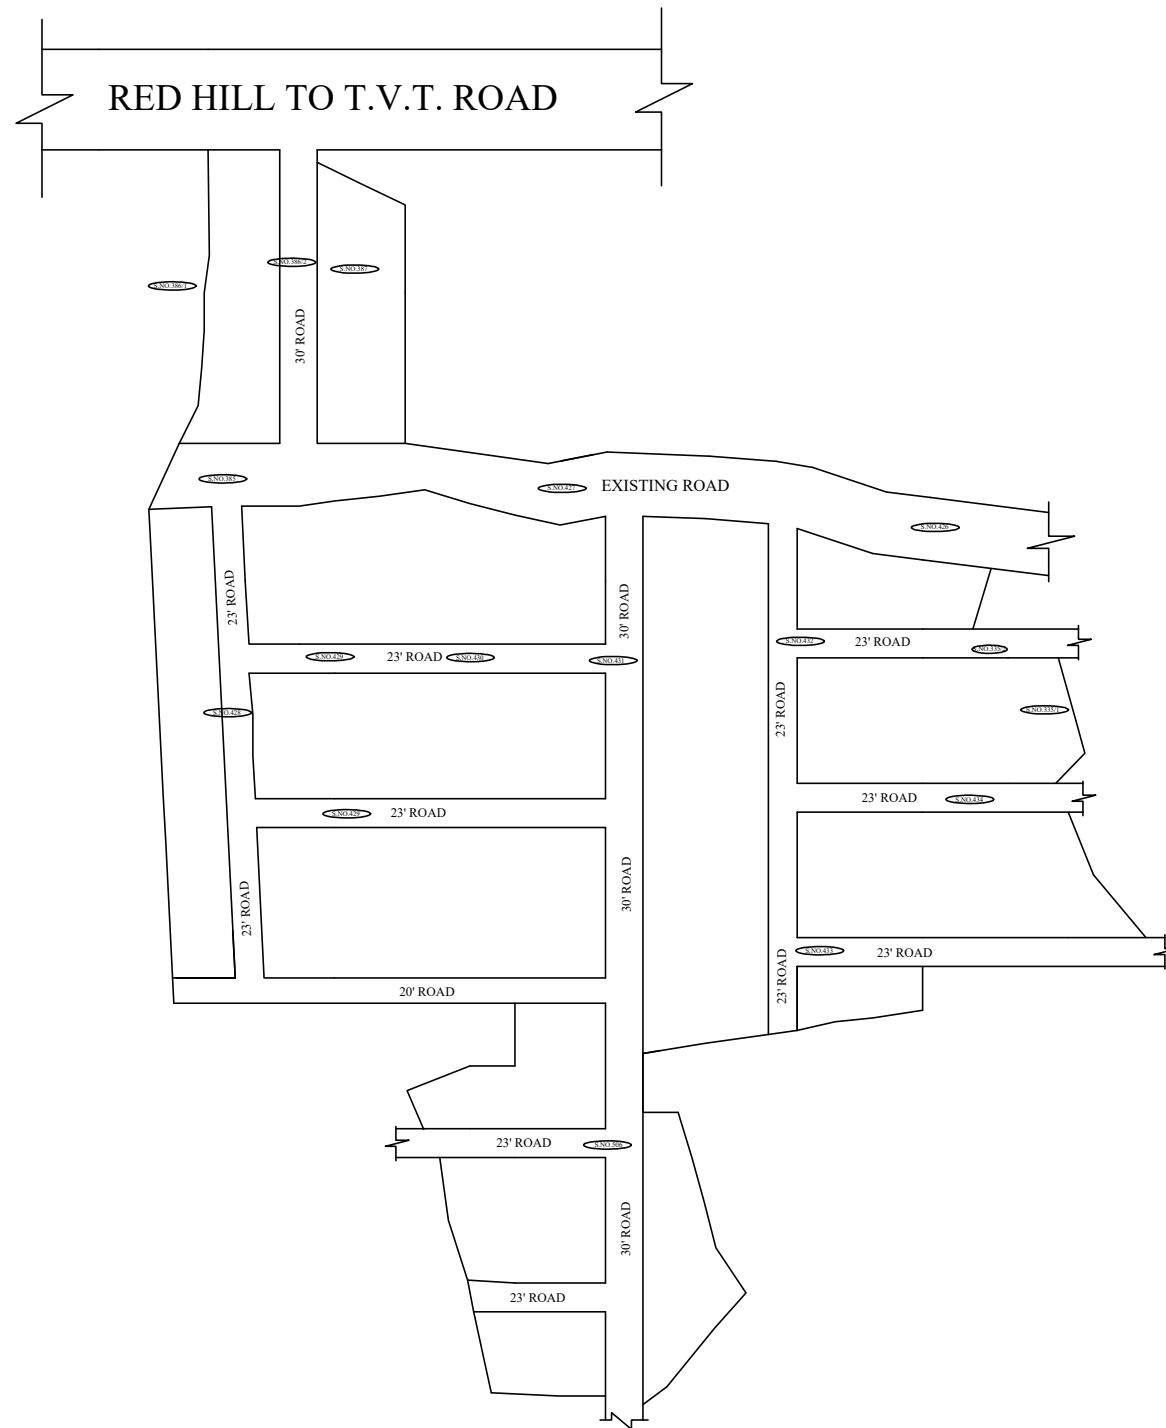 RED HILL TO T.V.T. ROAD
S.NO.386/2
S.NO.387
S.NO.386/1
30' ROAD
S.NO.385
S.NO.427
EXISTING ROAD
S.NO.426
23' ROAD
30' ROAD
S.NO.429
23' ROAD
S.NO.430
S.NO.431
S.NO.432
23' ROAD
S.NO.335/2
S.NO.428
23' ROAD
S.NO.335/1
S.NO.429
23' ROAD
23' ROAD
S.NO.434
23' ROAD
30' ROAD
S.NO.433
23' ROAD
23' ROAD
20' ROAD
23' ROAD
S.NO.506
30' ROAD
23' ROAD